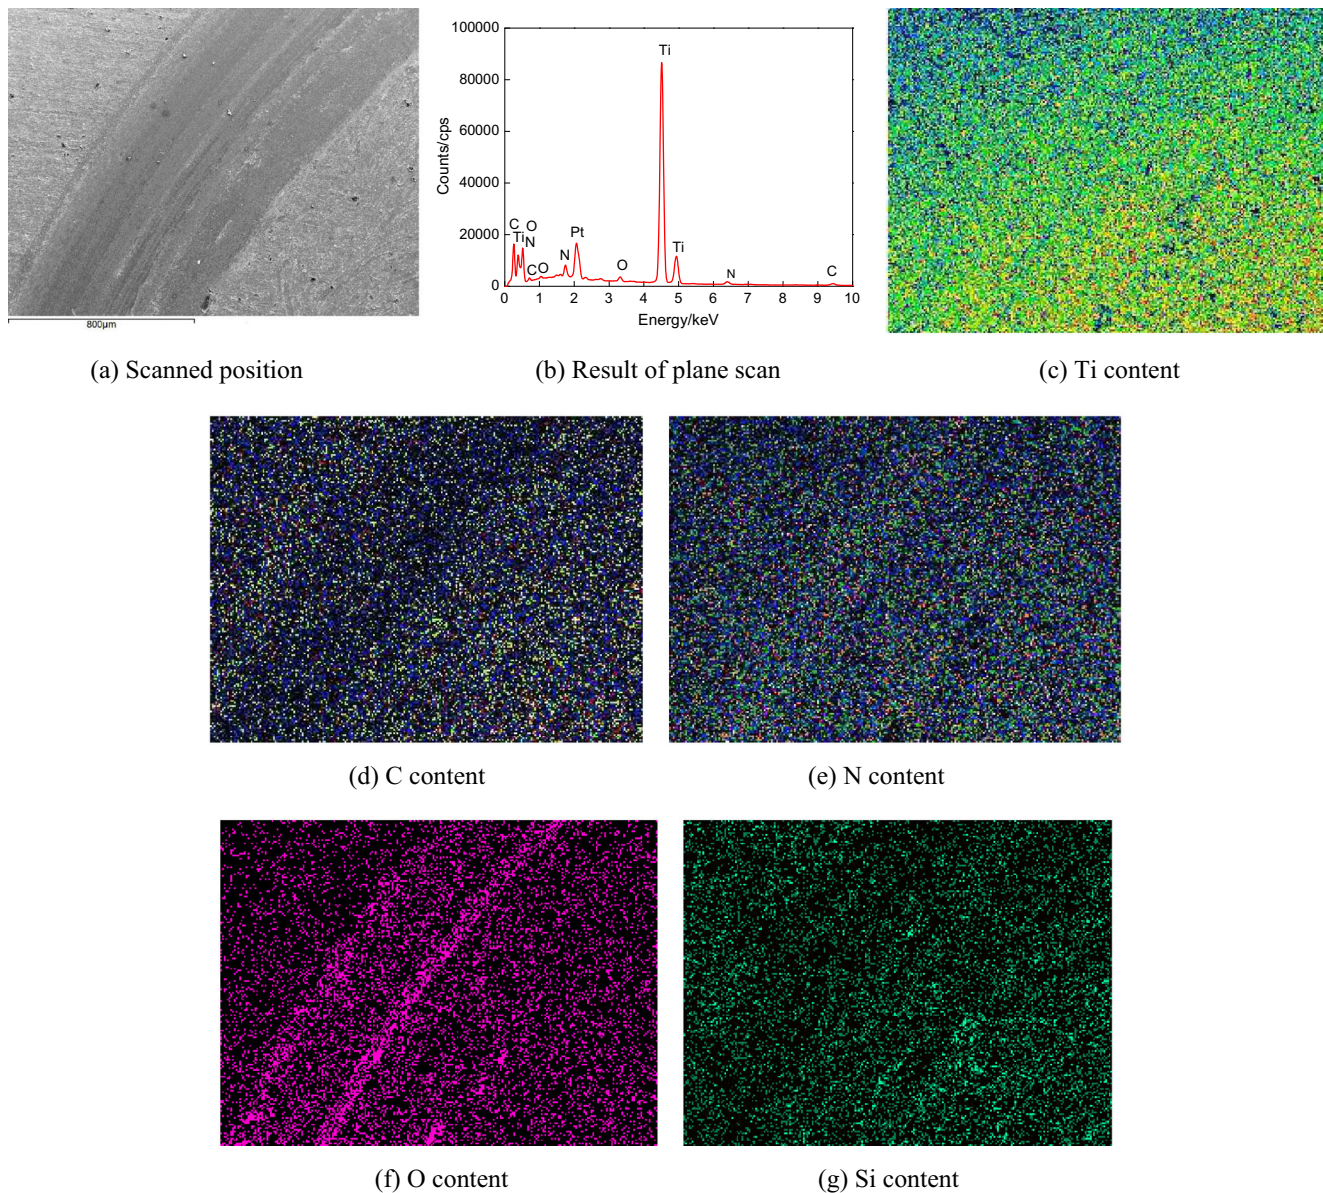 800μm
100000
80000
60000
40000
20000
0
Counts/cps
C
Ti
O
N
C
O
N
Pt
O
Ti
Ti
N
C
0 1 2 3 4 5 6 7 8 9 10
Energy/keV
(a) Scanned position
(b) Result of plane scan
(c) Ti content
(d) C content
(e) N content
(f) O content
(g) Si content